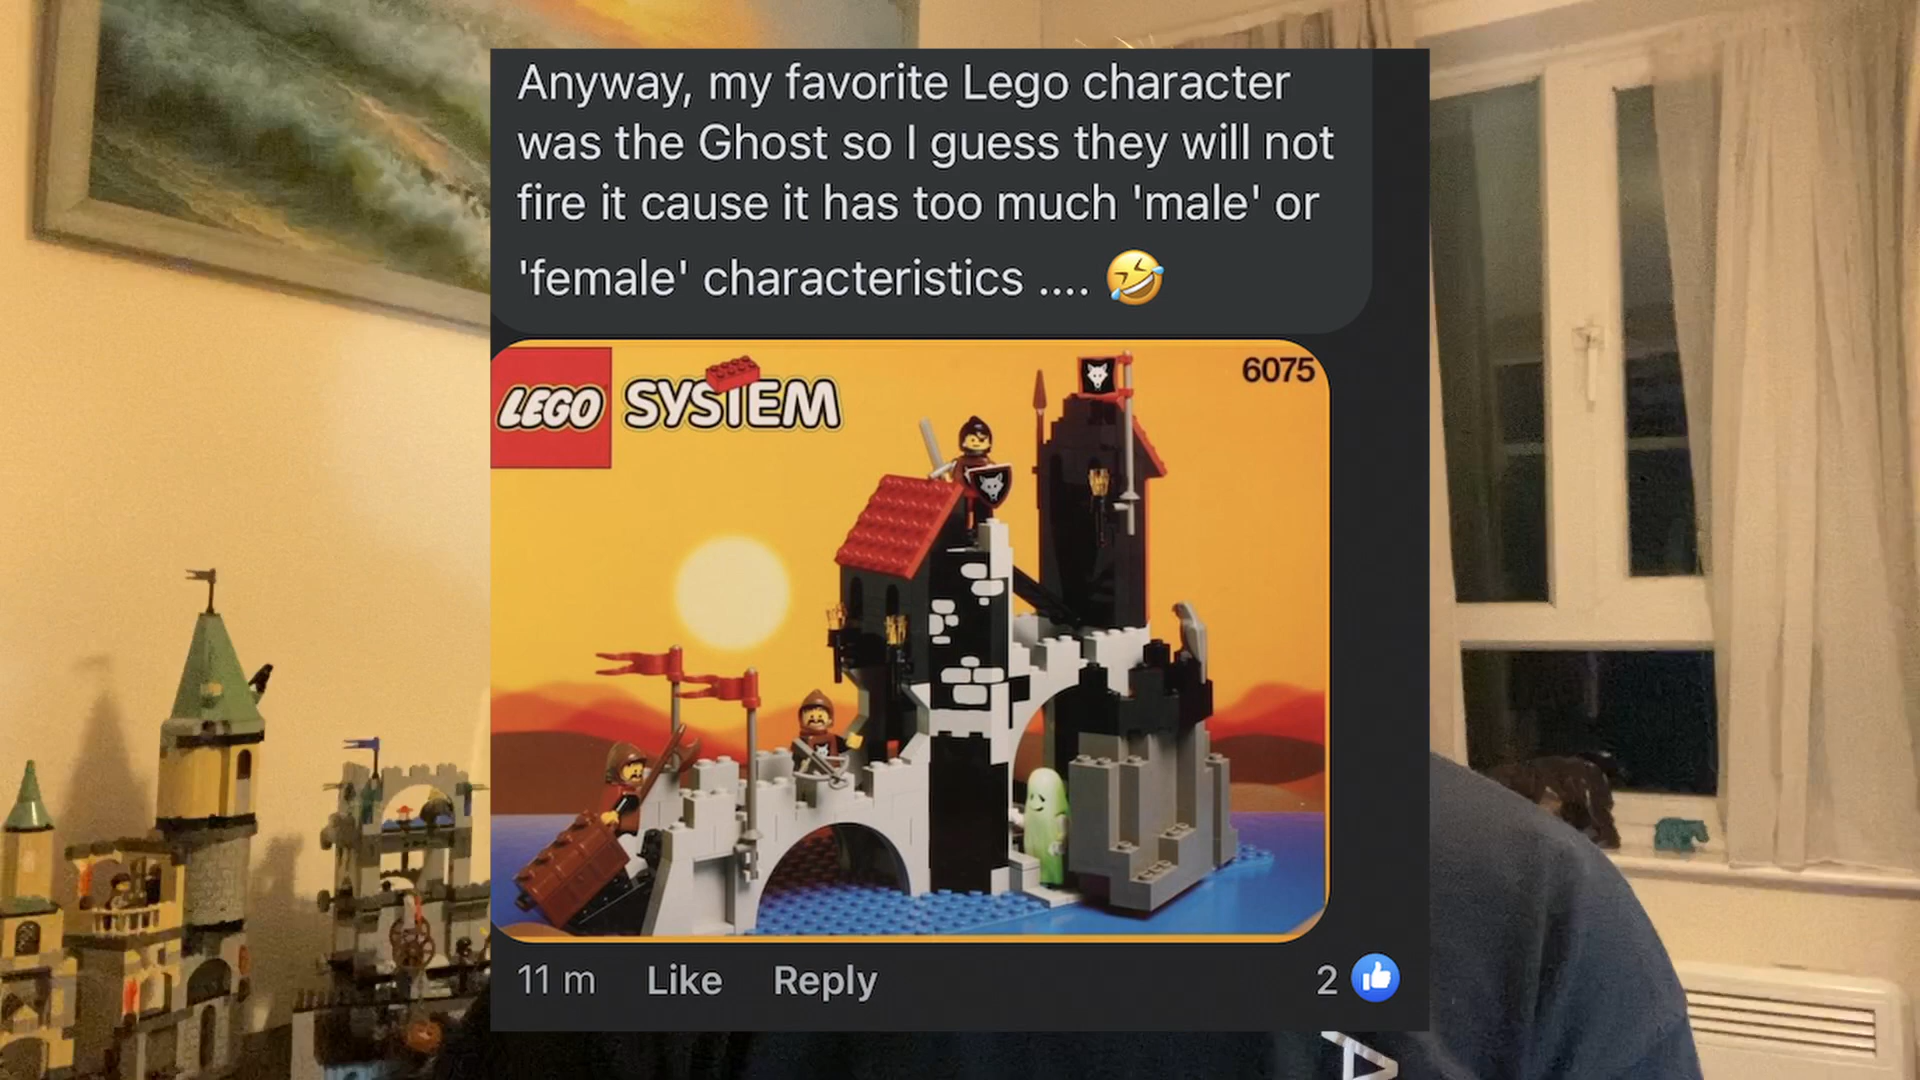 Anyway, my favorite Lego character
was the Ghost so I guess they will not
fire it cause it has too much 'male' or
'female' characteristics .... 🤣
LEGO SYSTEM
6075
11 m Like Reply 2
A